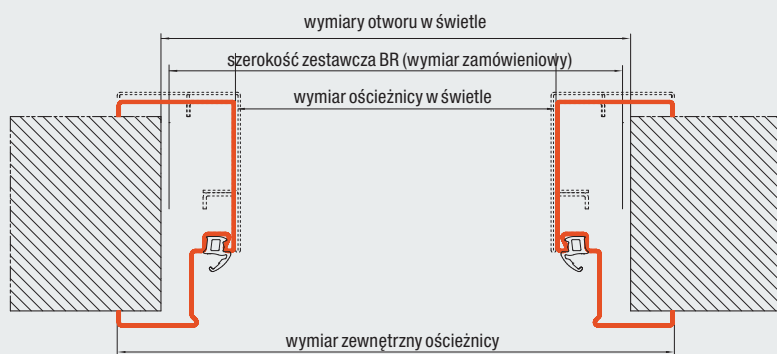 wymiary otworu w świetle
szerokość zestawcza BR (wymiar zamówieniowy)
wymiar ościeżnicy w świetle
wymiar zewnętrzny ościeżnicy